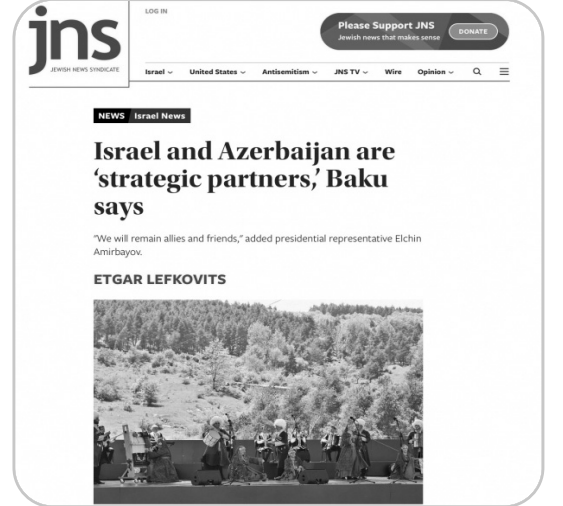 LOG IN
jns
JEWISH NEWS SYNDICATE
Please Support JNS
Jewish news that makes sense
DONATE
Israel United States Antisemitism JNS TV Wire Opinion
NEWS Israel News
Israel and Azerbaijan are
‘strategic partners,’ Baku
says
“We will remain allies and friends,” added presidential representative Elchin
Amirbayov.
ETGAR LEFKOVITS